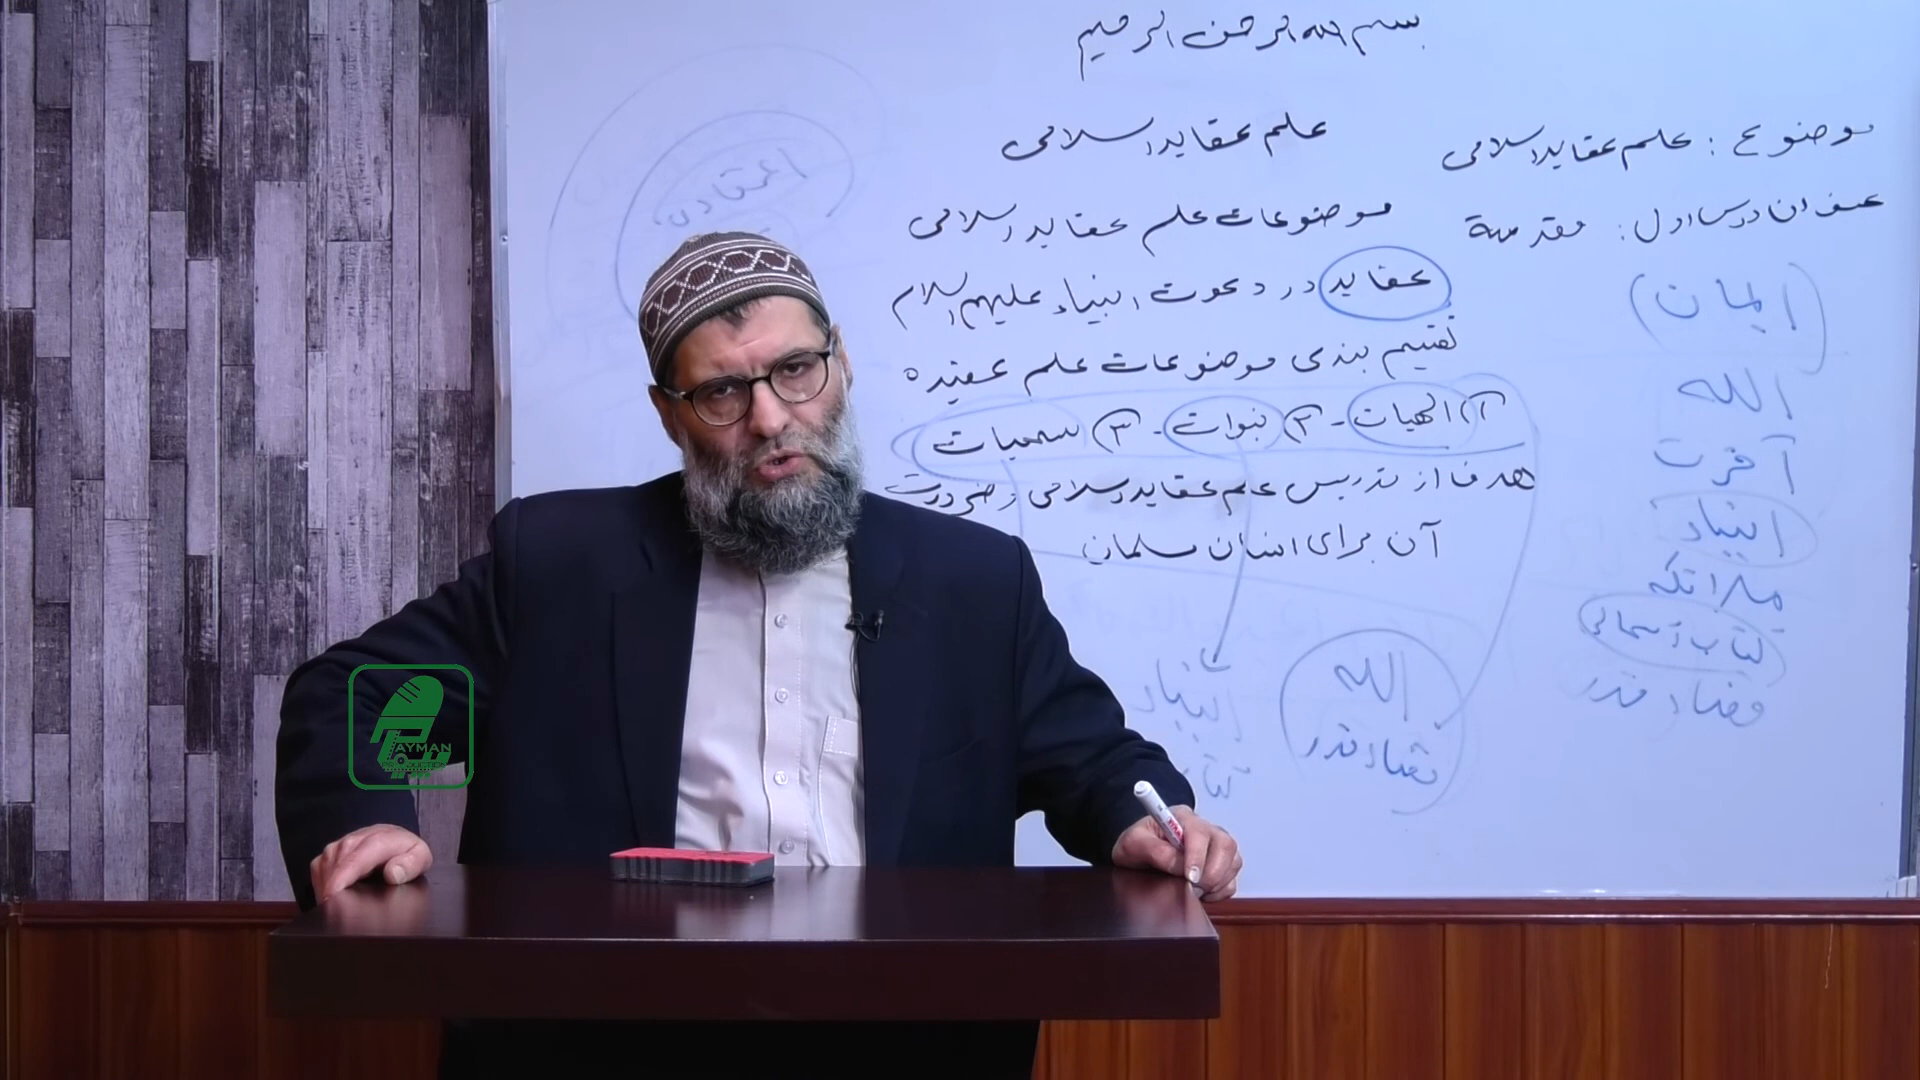 بسم الله الرحمن الرحیم
موضوع : علم عقاید اسلامی
عنوان درس اول : مقدمة
علم عقاید اسلامی
موضوعات علم عقاید اسلامی
عقاید در دعوت انبیاء علیهم السلام
تقسیم بندی موضوعات علم عقیده
۱) الهیات - ۲) نبوات - ۳) سمعیات
هدف از تدریس علم عقاید اسلامی و ضرورت
آن برای انسان مسلمان
(ایمان)
الله
آخرت
انبیاء
ملائکه
کتاب آسمانی
قضاء قدر
الله
قضاء قدر
انبیاء
PAYMAN